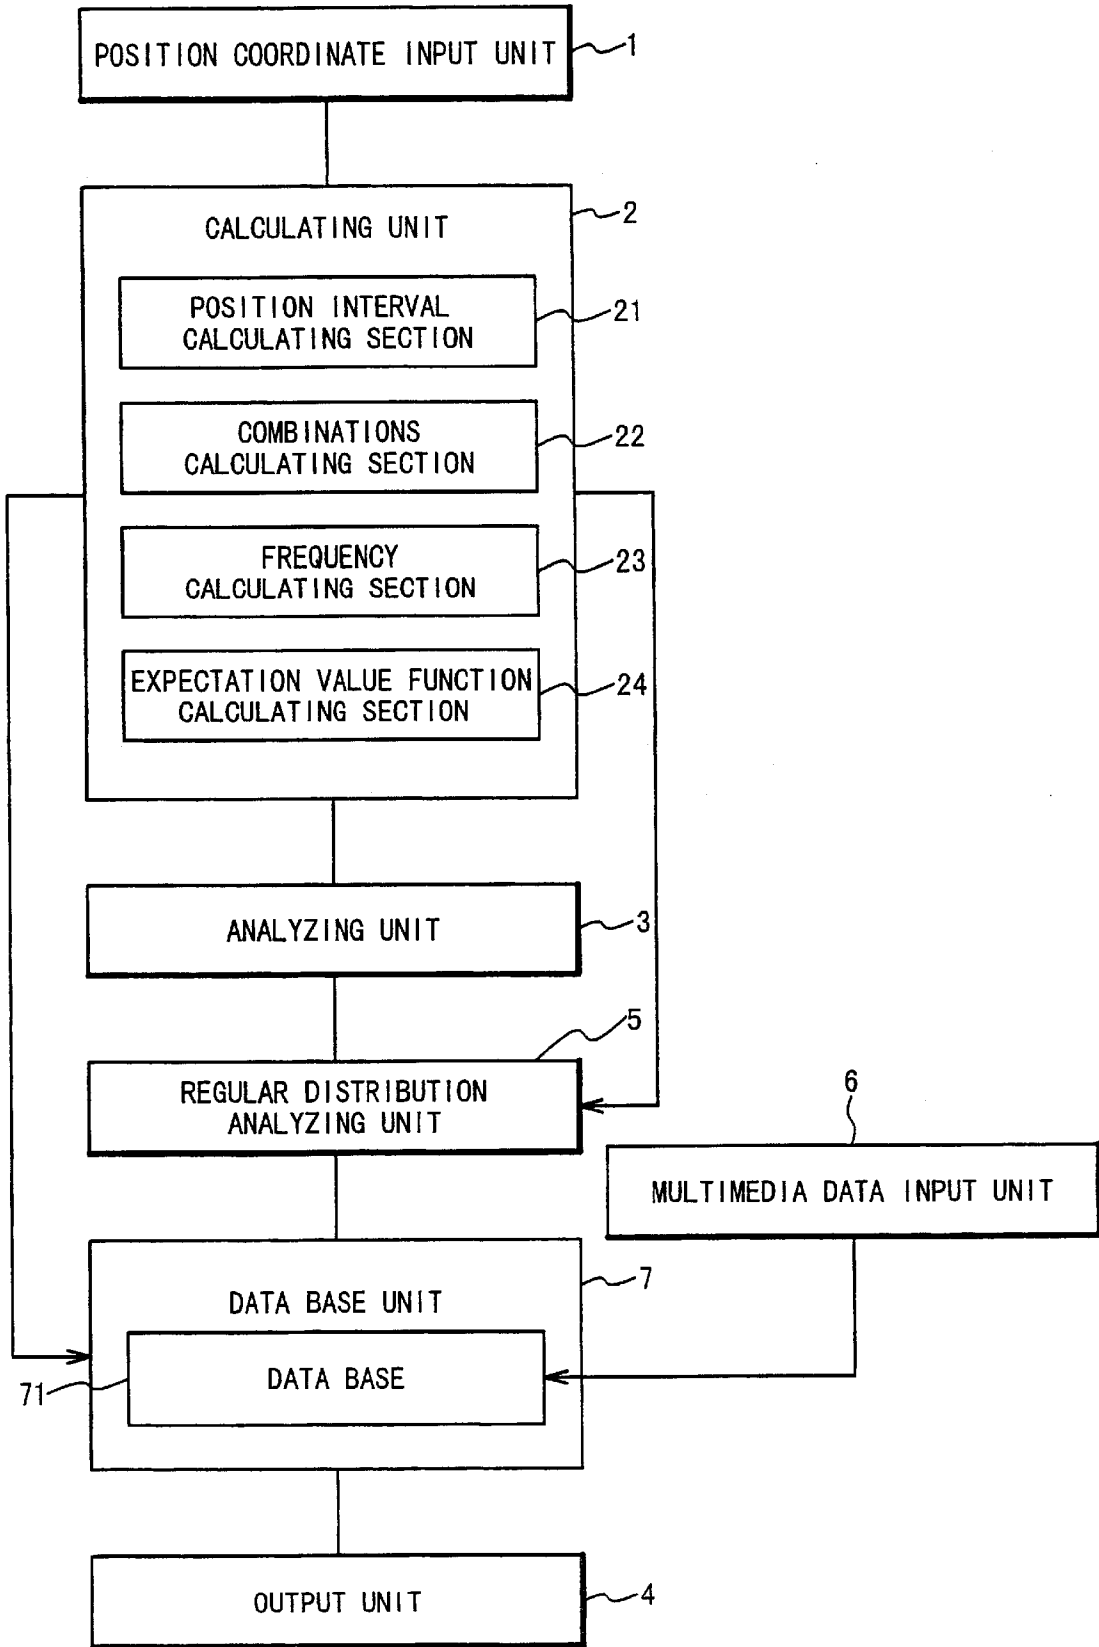 POSITION COORDINATE INPUT UNIT
1
CALCULATING UNIT
2
POSITION INTERVAL
CALCULATING SECTION
21
COMBINATIONS
CALCULATING SECTION
22
FREQUENCY
CALCULATING SECTION
23
EXPECTATION VALUE FUNCTION
CALCULATING SECTION
24
ANALYZING UNIT
3
5
REGULAR DISTRIBUTION
ANALYZING UNIT
6
MULTIMEDIA DATA INPUT UNIT
7
DATA BASE UNIT
DATA BASE
71
OUTPUT UNIT
4